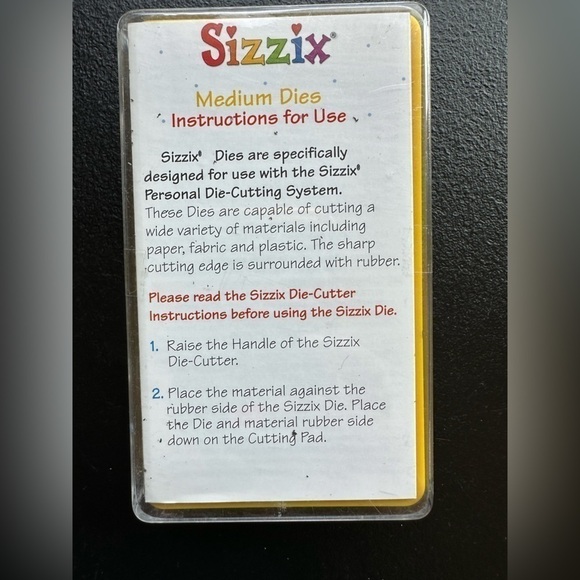 Sizzix®
Medium Dies
Instructions for Use
Sizzix® Dies are specifically
designed for use with the Sizzix®
Personal Die-Cutting System.
These Dies are capable of cutting a
wide variety of materials including
paper, fabric and plastic. The sharp
cutting edge is surrounded with rubber.
Please read the Sizzix Die-Cutter
Instructions before using the Sizzix Die.
1. Raise the Handle of the Sizzix
Die-Cutter.
2. Place the material against the
rubber side of the Sizzix Die. Place
the Die and material rubber side
down on the Cutting Pad.